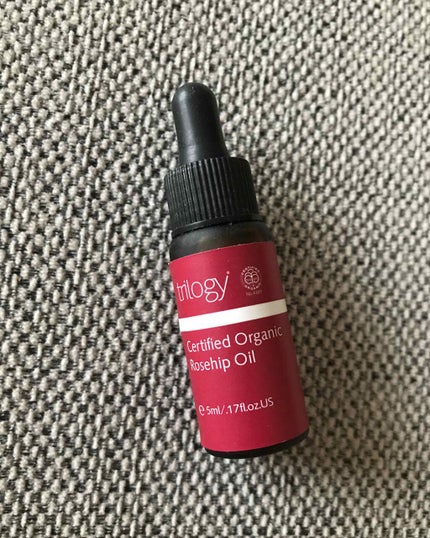 trilogy®
Certified Organic
Rosehip Oil
℮ 5ml/.17fl.oz.US